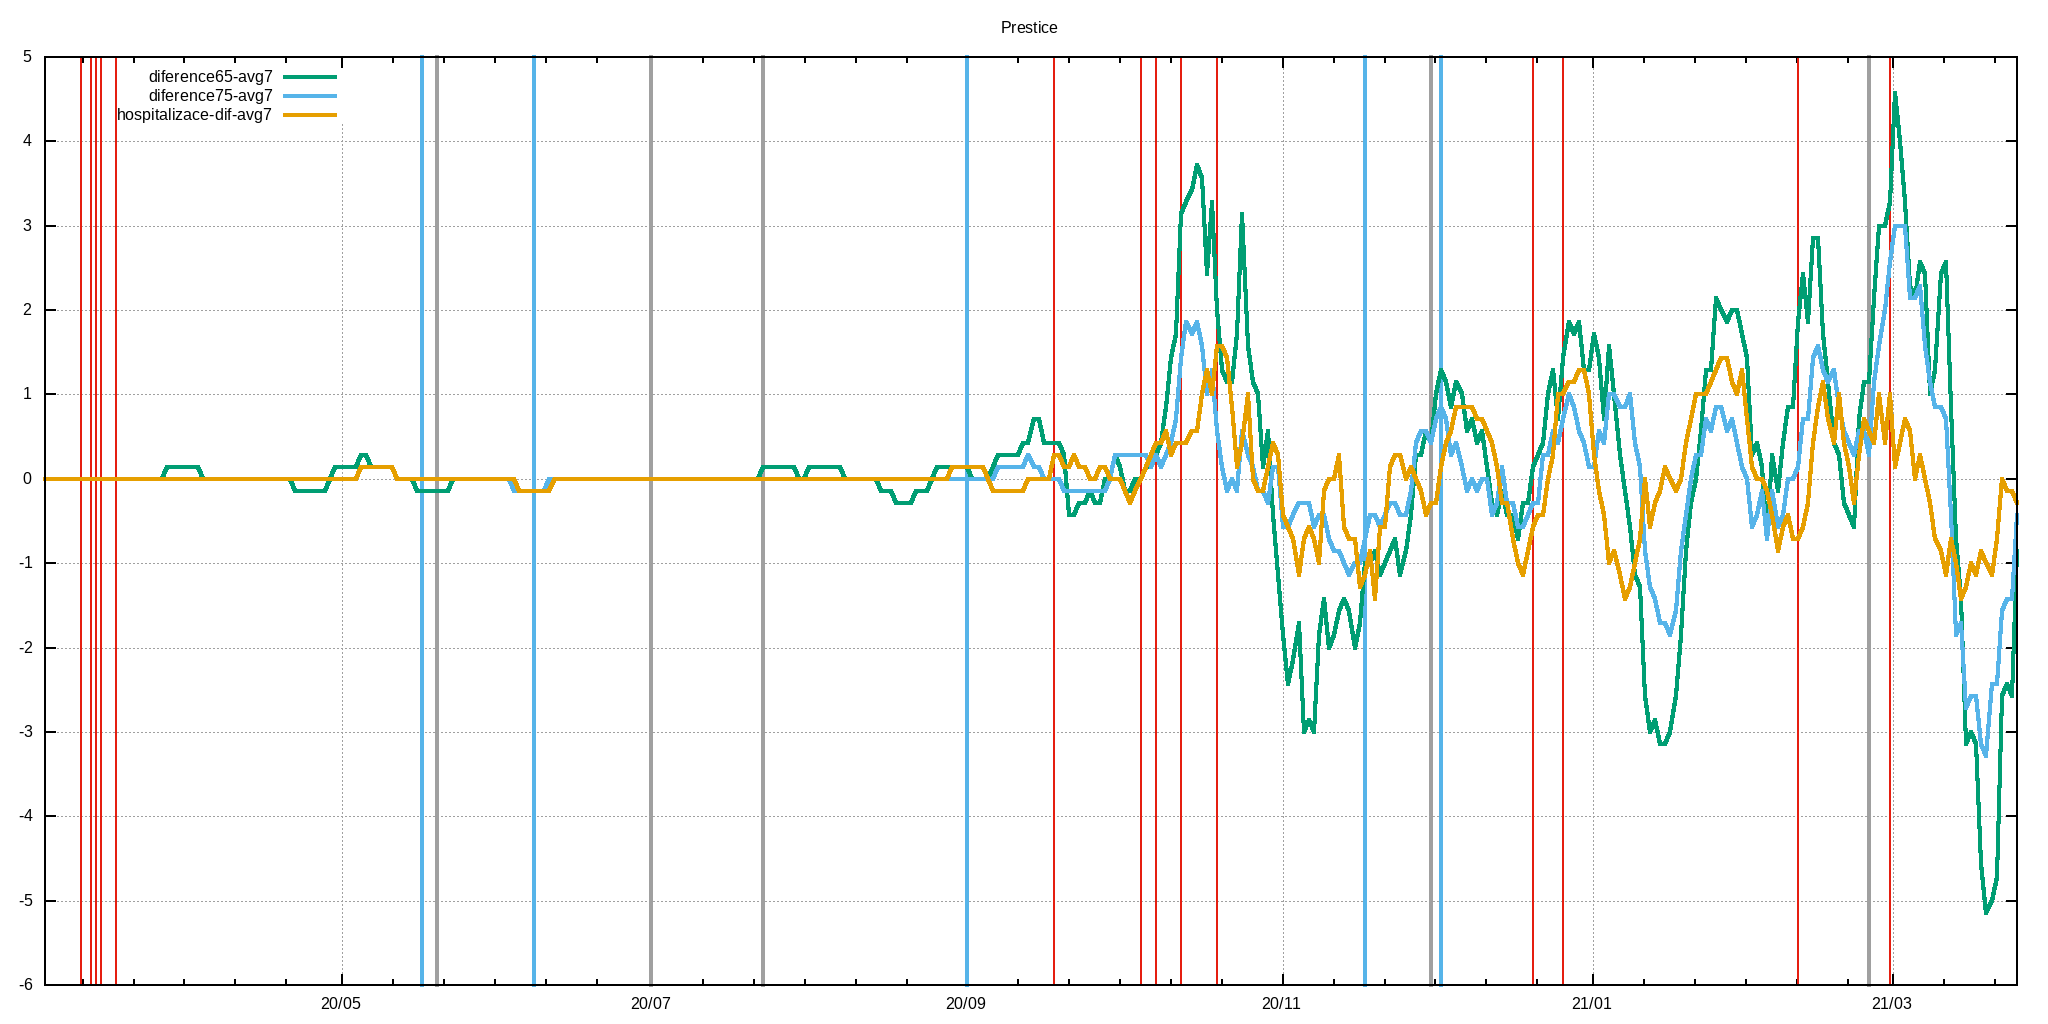 Prestice
diference65-avg7
diference75-avg7
hospitalizace-dif-avg7
5
4
3
2
1
0
-1
-2
-3
-4
-5
-6
20/05 20/07 20/09 20/11 21/01 21/03